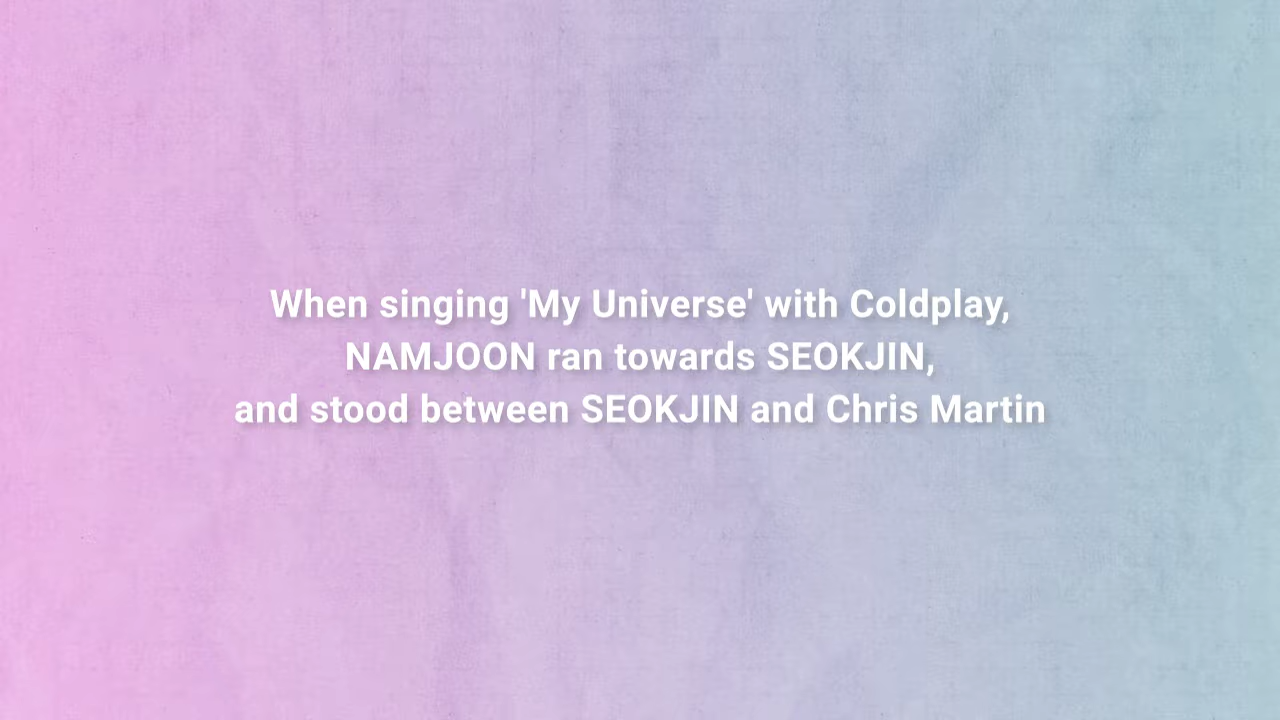 When singing 'My Universe' with Coldplay,
NAMJOON ran towards SEOKJIN,
and stood between SEOKJIN and Chris Martin